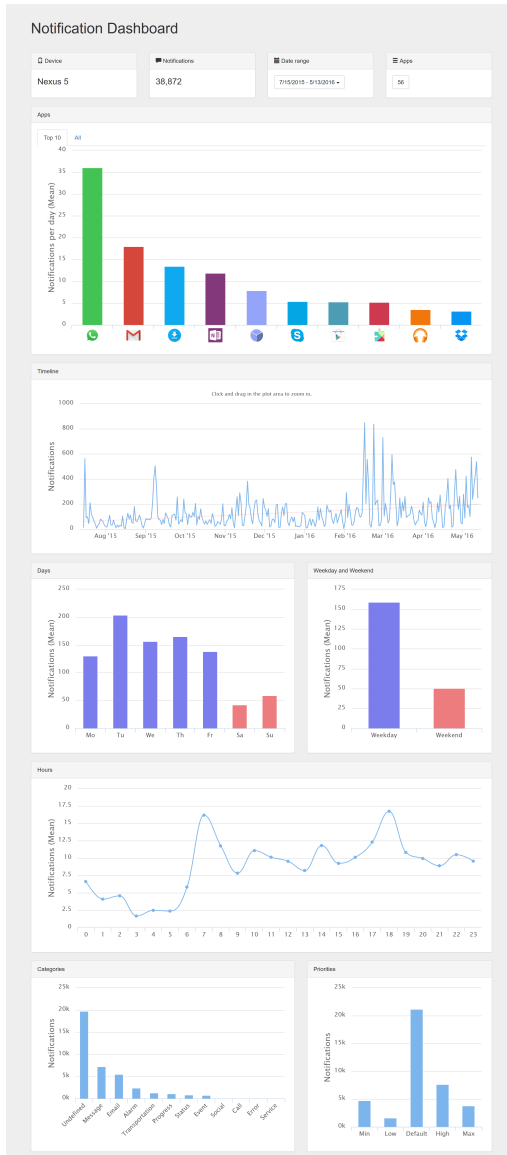 Notification Dashboard
Device
Notifications
Date range
Apps
Nexus 5
38,872
7/15/2015 - 5/13/2016
56
Apps
Top 10
All
Notifications per day (Mean)
40
35
30
25
20
15
10
5
0
Timeline
Click and drag in the plot area to zoom in.
Notifications
1000
800
600
400
200
0
Aug '15 Sep '15 Oct '15 Nov '15 Dec '15 Jan '16 Feb '16 Mar '16 Apr '16 May '16
Days
Notifications (Mean)
250
200
150
100
50
0
Mo Tu We Th Fr Sa Su
Weekday and Weekend
Notifications (Mean)
175
150
125
100
75
50
25
0
Weekday Weekend
Hours
Notifications (Mean)
20
17.5
15
12.5
10
7.5
5
2.5
0
0 1 2 3 4 5 6 7 8 9 10 11 12 13 14 15 16 17 18 19 20 21 22 23
Categories
Notifications
25k
20k
15k
10k
5k
0k
Undefined Message Email Alarm Transportation Progress Status Event Social Call Error Service
Priorities
Notifications
25k
20k
15k
10k
5k
0k
Min Low Default High Max